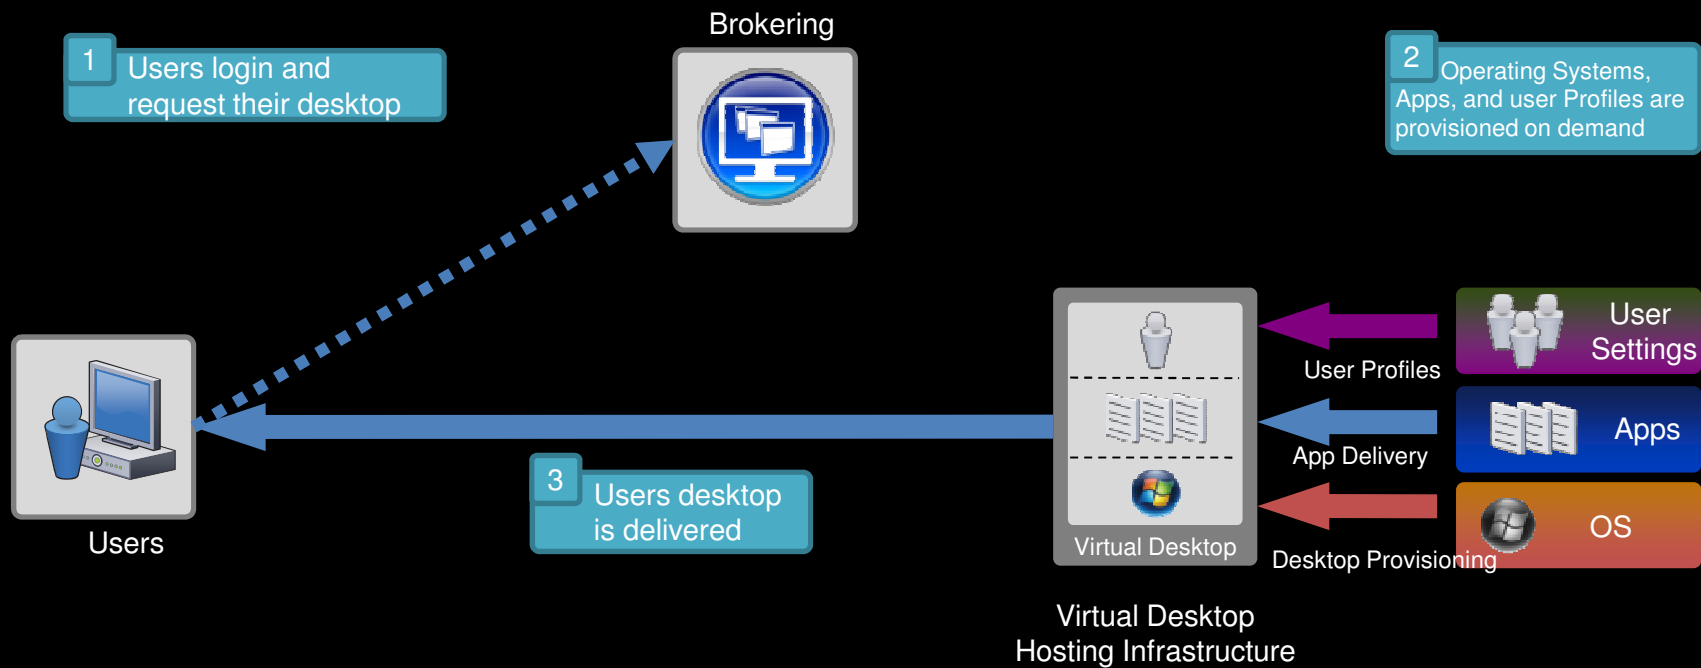 Brokering
1
Users login and
request their desktop
2
Operating Systems,
Apps, and user Profiles are
provisioned on demand
User
Settings
User Profiles
Apps
App Delivery
3
Users desktop
is delivered
OS
Users
Virtual Desktop
Desktop Provisioning
Virtual Desktop
Hosting Infrastructure